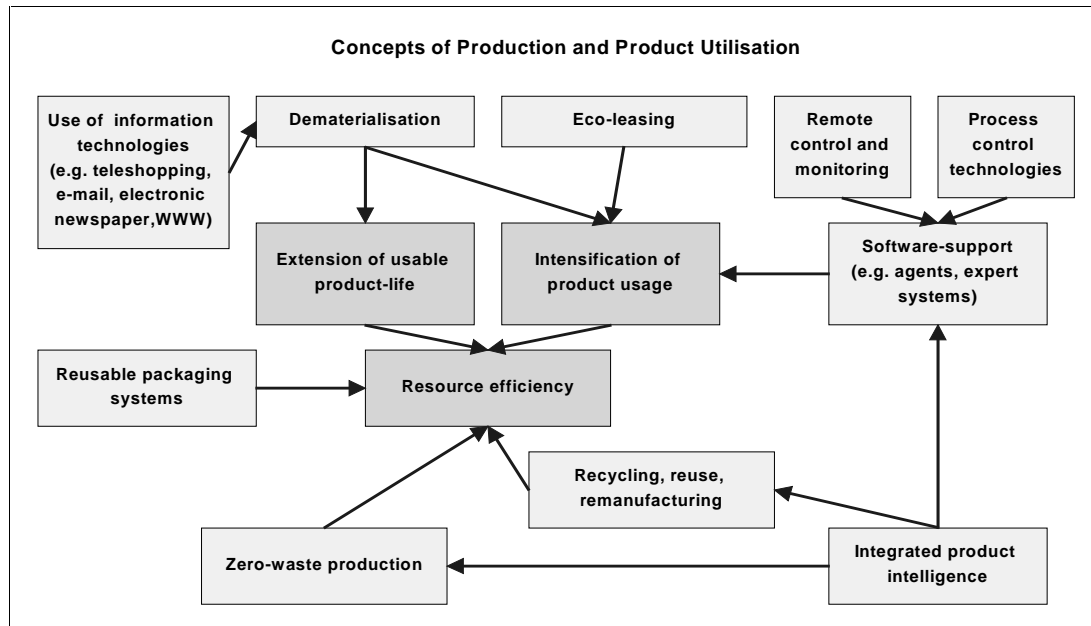 Concepts of Production and Product Utilisation
Use of information
technologies
(e.g. teleshopping,
e-mail, electronic
newspaper,WWW)
Dematerialisation
Eco-leasing
Remote
control and
monitoring
Process
control
technologies
Extension of usable
product-life
Intensification of
product usage
Software-support
(e.g. agents, expert
systems)
Reusable packaging
systems
Resource efficiency
Recycling, reuse,
remanufacturing
Zero-waste production
Integrated product
intelligence